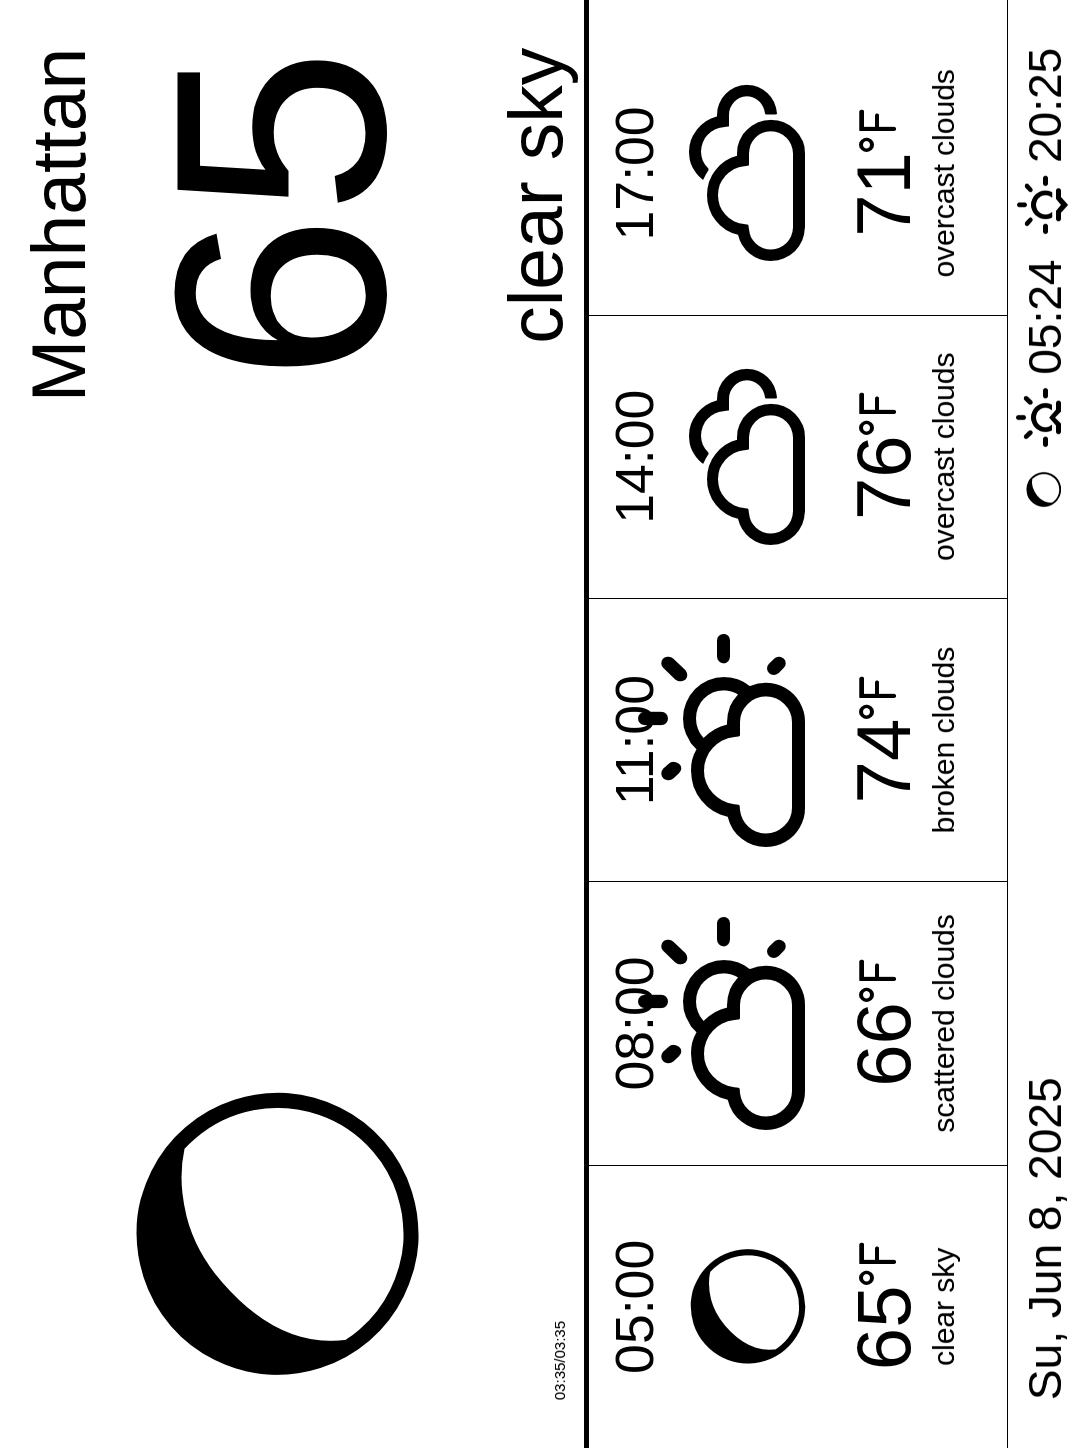 Manhattan
65
clear sky
03:35/03:35
05:00
08:00
11:00
14:00
17:00
65°F
66°F
74°F
76°F
71°F
clear sky
scattered clouds
broken clouds
overcast clouds
overcast clouds
Su, Jun 8, 2025
05:24
20:25